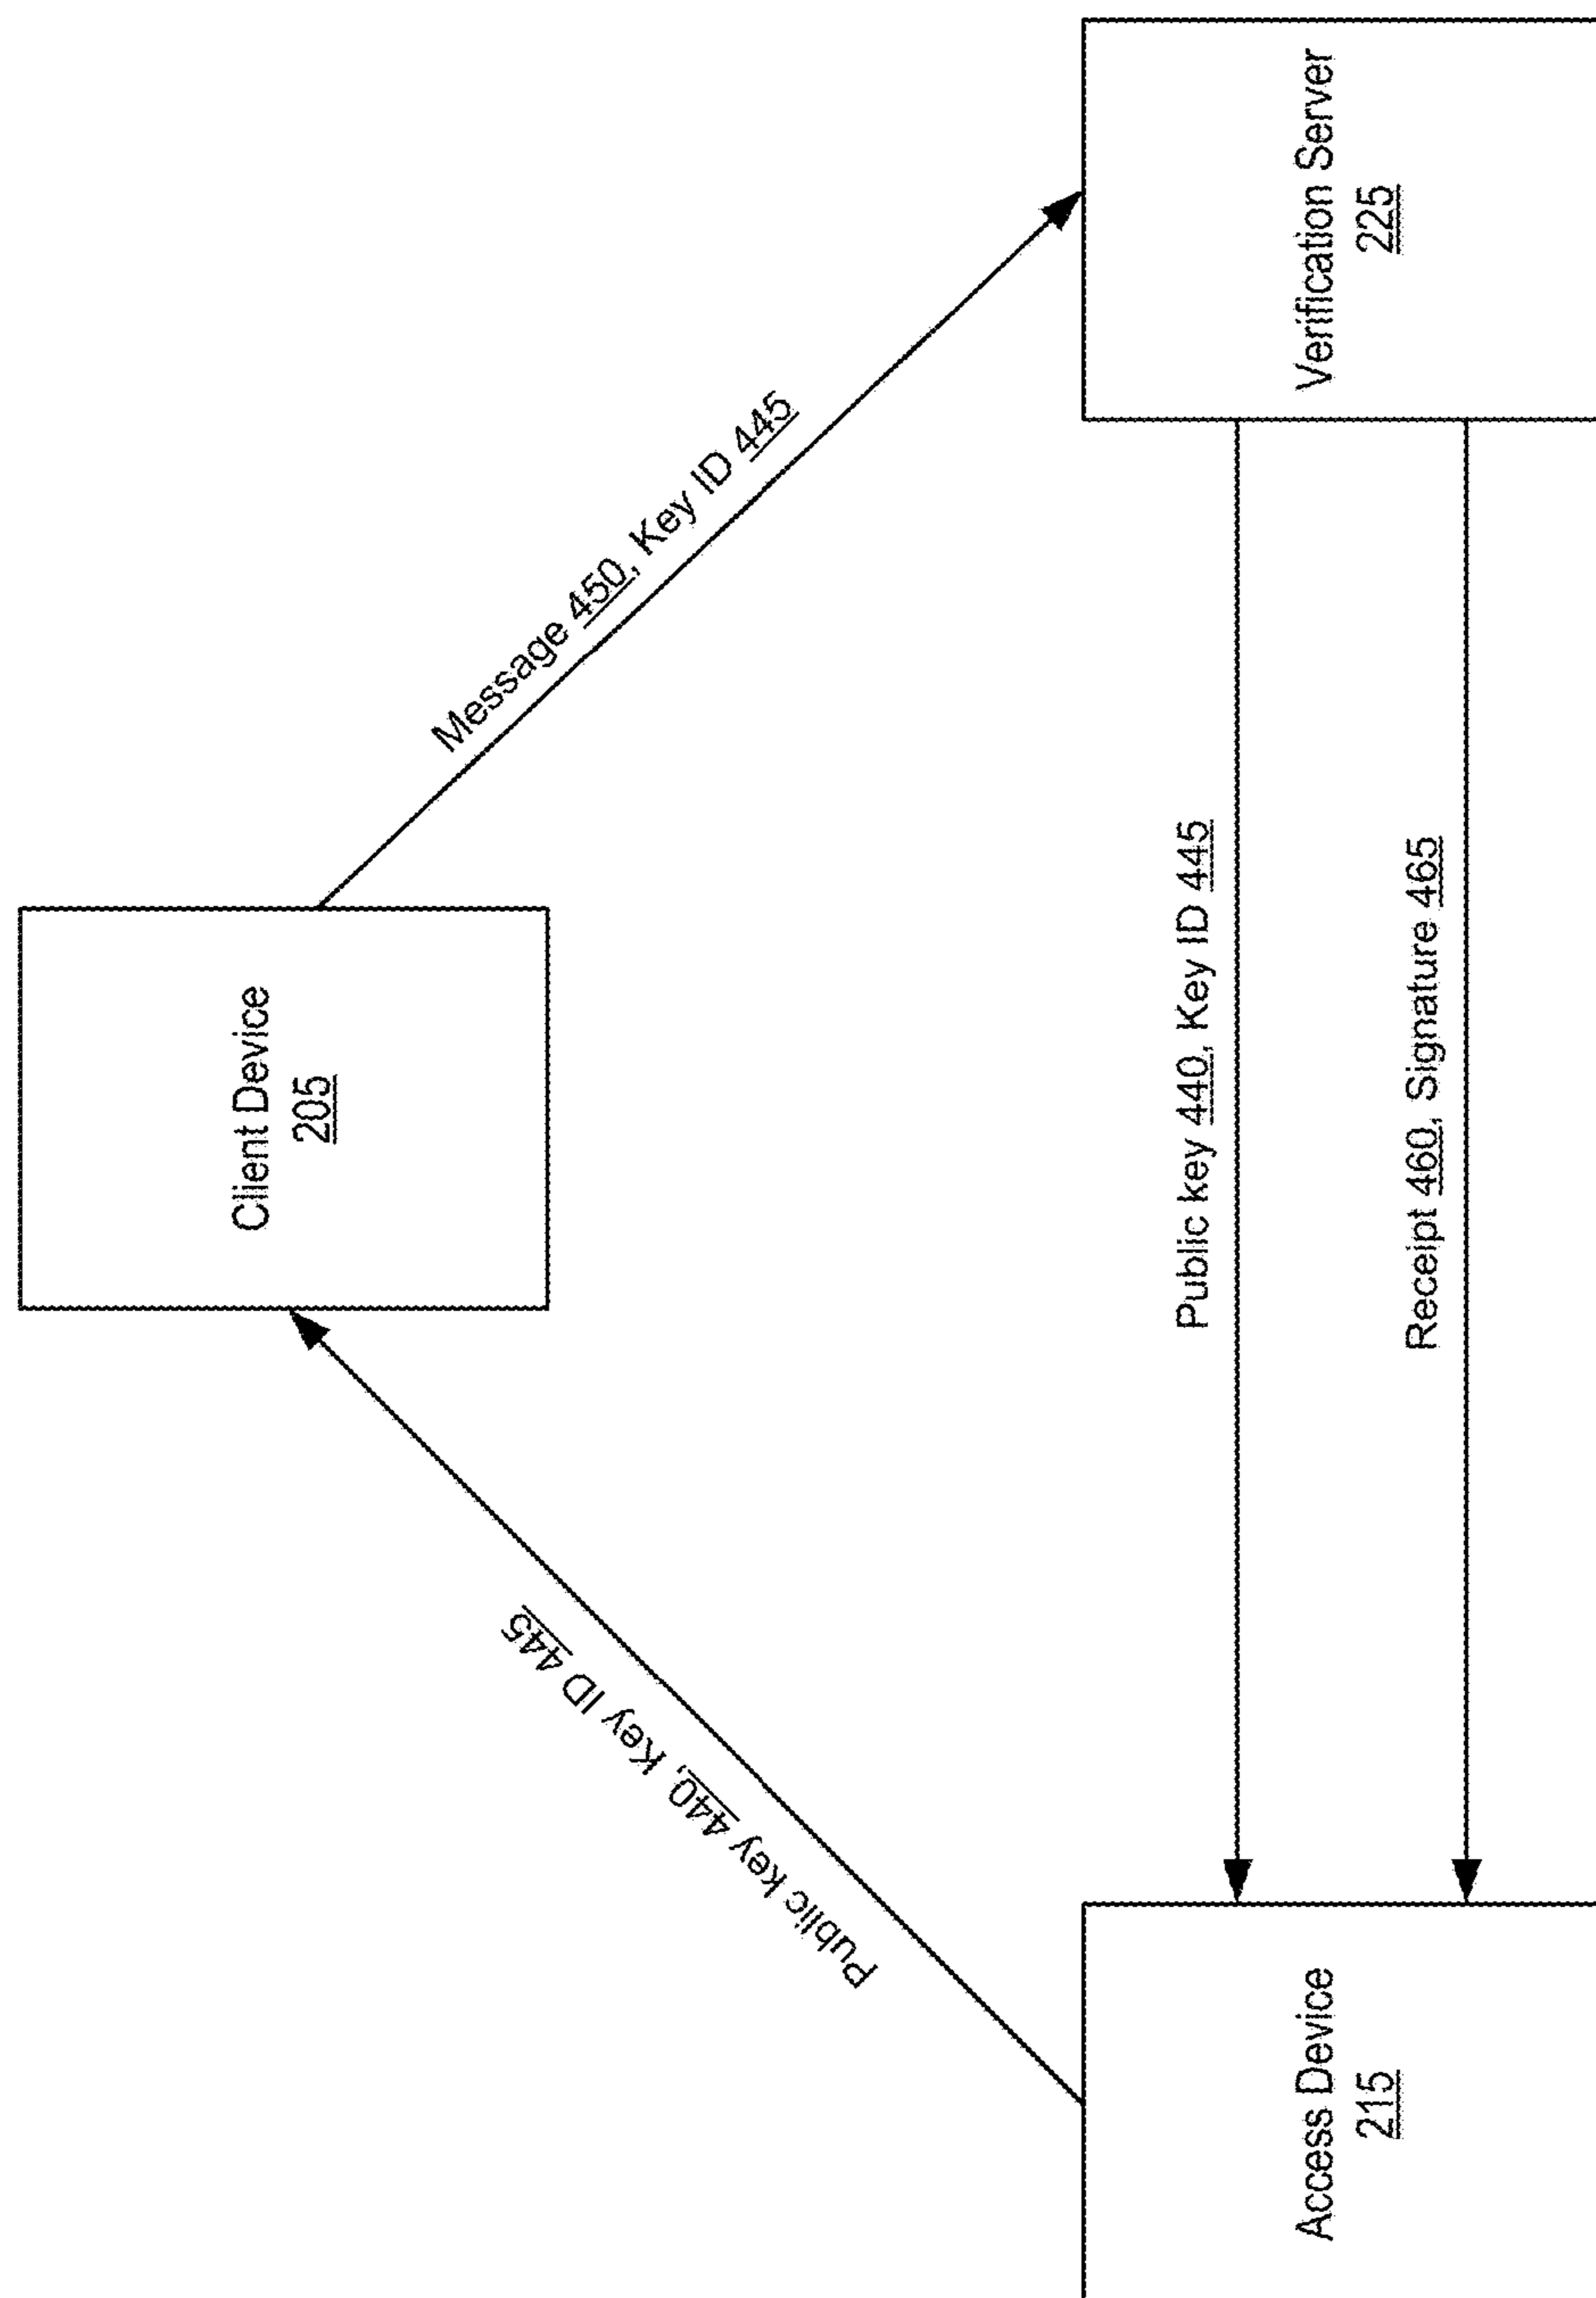 Client Device
205
Public key 440, Key ID 445
Message 450, Key ID 445
Public key 440, Key ID 445
Receipt 460, Signature 465
Access Device
215
Verification Server
225